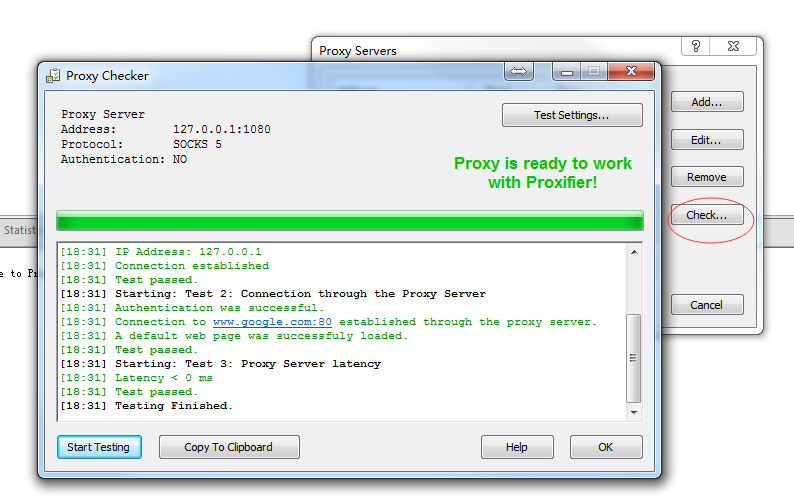 Proxy Servers
Proxy Checker
Proxy Server
Address: 127.0.0.1:1080
Protocol: SOCKS 5
Authentication: NO
Test Settings...
Proxy is ready to work
with Proxifier!
Add...
Edit...
Remove
Check...
Cancel
Statist
e to Pr
[18:31] IP Address: 127.0.0.1
[18:31] Connection established
[18:31] Test passed.
[18:31] Starting: Test 2: Connection through the Proxy Server
[18:31] Authentication was successful.
[18:31] Connection to www.google.com:80 established through the proxy server.
[18:31] A default web page was successfuly loaded.
[18:31] Test passed.
[18:31] Starting: Test 3: Proxy Server latency
[18:31] Latency < 0 ms
[18:31] Test passed.
[18:31] Testing Finished.
Start Testing
Copy To Clipboard
Help
OK